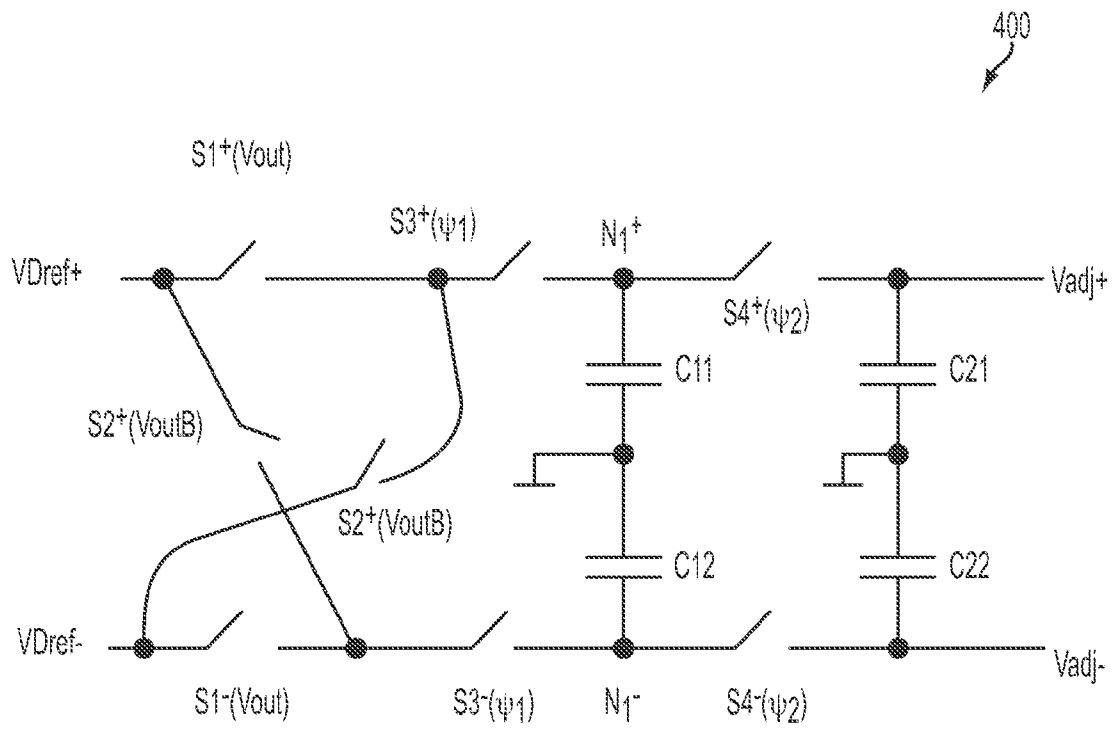 400
S1⁺(Vout)
S3⁺(ψ1)
N1⁺
VDref+
Vadj+
S4⁺(ψ2)
C11
C21
S2⁺(VoutB)
S2⁺(VoutB)
C12
C22
VDref-
Vadj-
S1⁻(Vout)
S3⁻(ψ1)
N1⁻
S4⁻(ψ2)